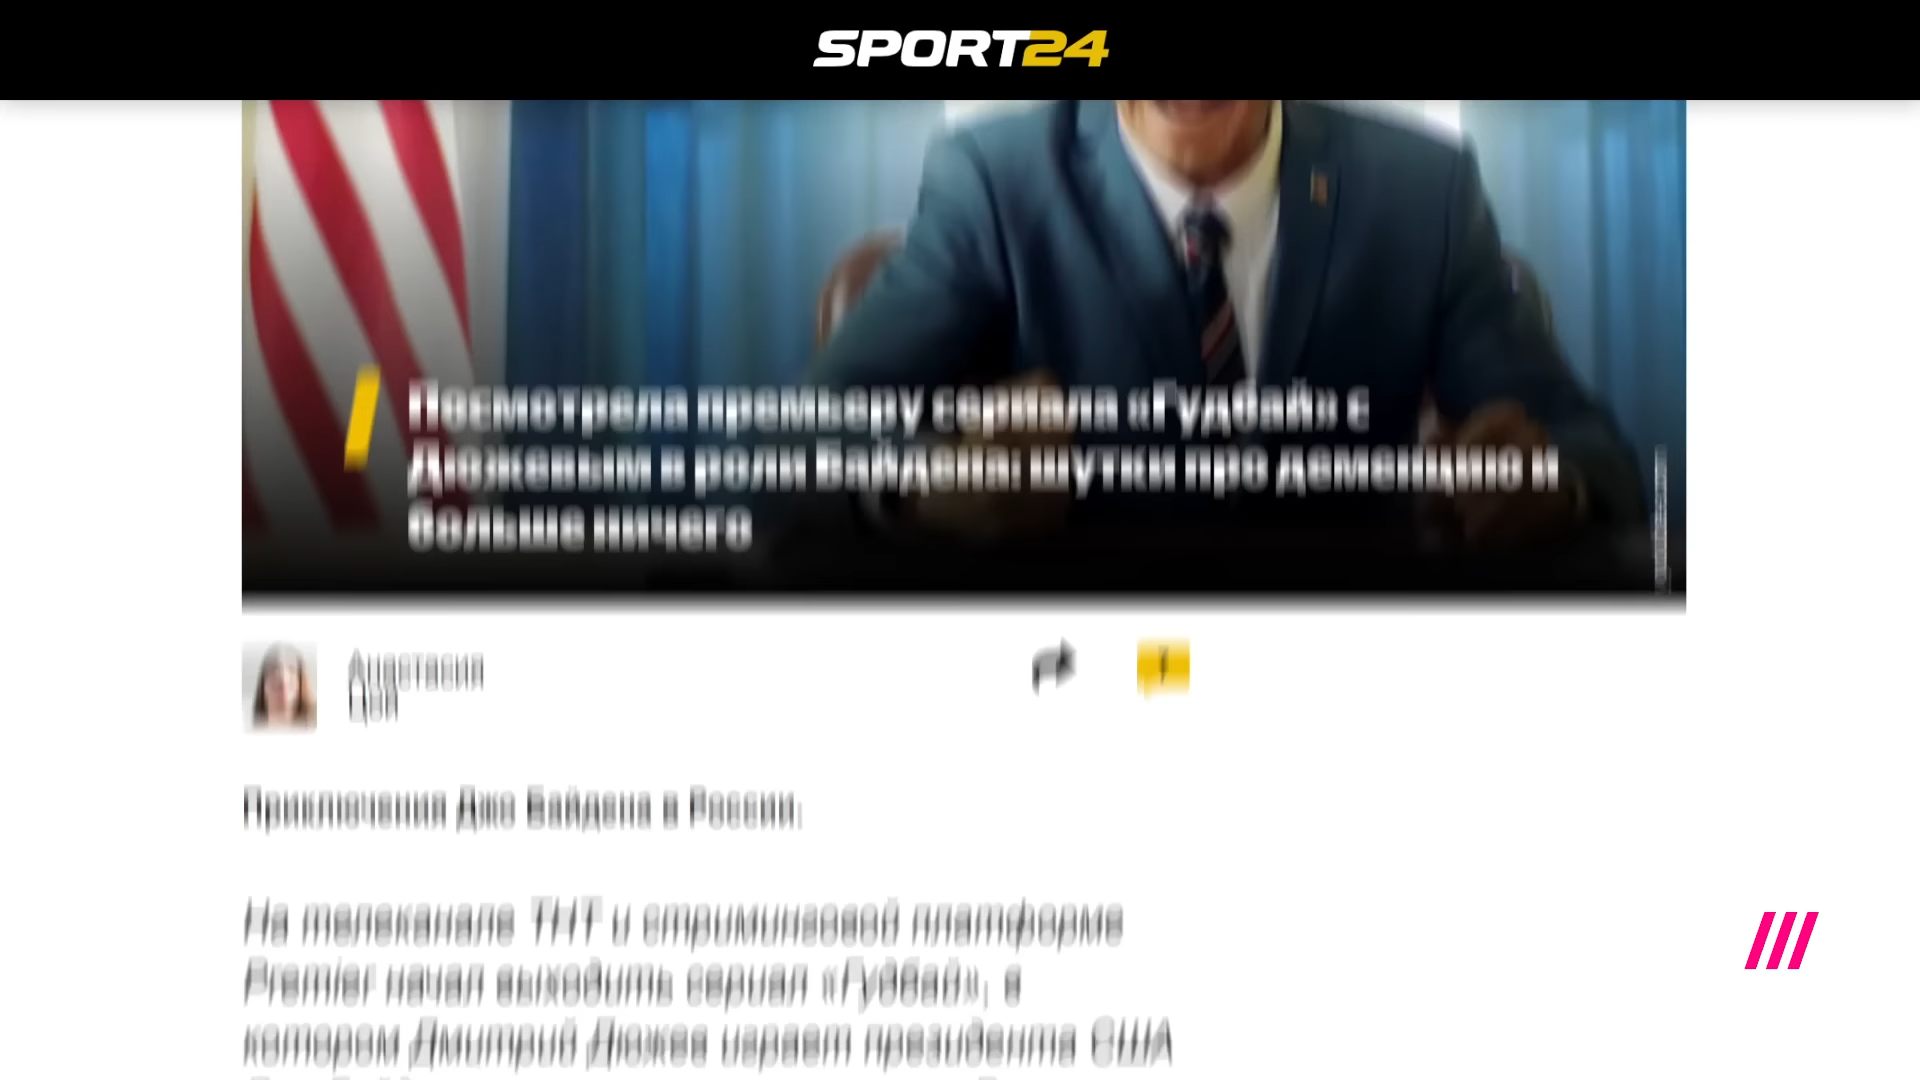 SPORT24
Посмотрела премьеру сериала «Гудбай» с
Дюжевым в роли Байдена: шутки про деменцию и
больше ничего
Анастасия
Цой
Приключения Джо Байдена в России.
На телеканале ТНТ и стриминговой платформе
Premier начал выходить сериал «Гудбай», в
котором Дмитрий Дюжев играет президента США